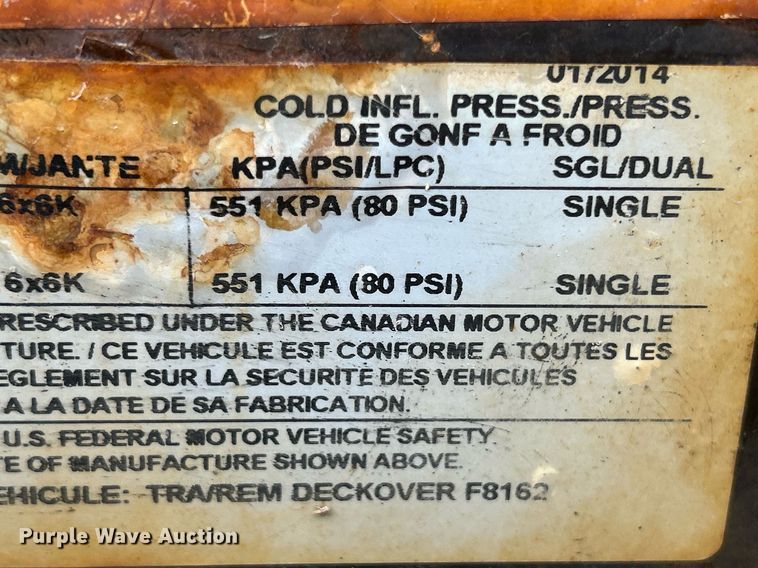 01/2014
COLD INFL. PRESS./PRESS.
DE GONF A FROID
M/JANTE KPA(PSI/LPC) SGL/DUAL
6x6K 551 KPA (80 PSI) SINGLE
6x6K 551 KPA (80 PSI) SINGLE
RESCRIBED UNDER THE CANADIAN MOTOR VEHICLE
TURE. / CE VEHICULE EST CONFORME A TOUTES LES
EGLEMENT SUR LA SECURITE DES VEHICULES
A LA DATE DE SA FABRICATION.
U.S. FEDERAL MOTOR VEHICLE SAFETY
TE OF MANUFACTURE SHOWN ABOVE.
EHICULE: TRA/REM DECKOVER F8162
Purple Wave Auction